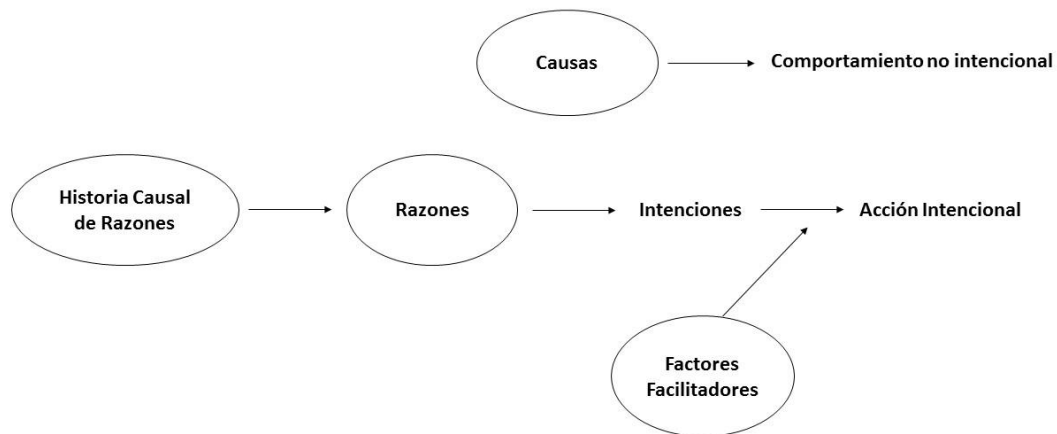 Causas
Comportamiento no intencional
Historia Causal
de Razones
Razones
Intenciones
Acción Intencional
Factores
Facilitadores